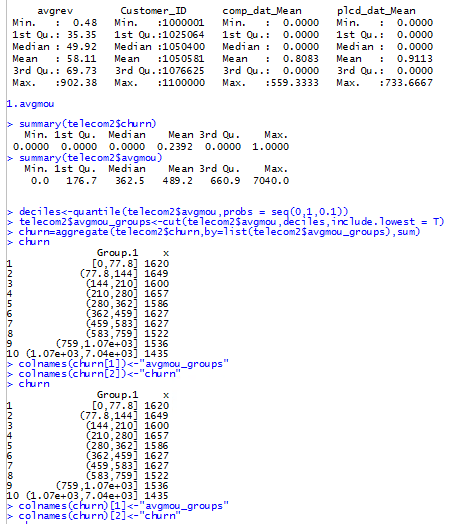 avgrev Customer_ID comp_dat_Mean plcd_dat_Mean
Min. : 0.48 Min. :1000001 Min. : 0.0000 Min. : 0.0000
1st Qu.: 35.35 1st Qu.:1025064 1st Qu.: 0.0000 1st Qu.: 0.0000
Median : 49.92 Median :1050400 Median : 0.0000 Median : 0.0000
Mean : 58.11 Mean :1050581 Mean : 0.8083 Mean : 0.9113
3rd Qu.: 69.73 3rd Qu.:1076625 3rd Qu.: 0.0000 3rd Qu.: 0.0000
Max. :902.38 Max. :1100000 Max. :559.3333 Max. :733.6667
1.avgmou
> summary(telecom2$churn)
Min. 1st Qu. Median Mean 3rd Qu. Max.
0.0000 0.0000 0.0000 0.2392 0.0000 1.0000
> summary(telecom2$avgmou)
Min. 1st Qu. Median Mean 3rd Qu. Max.
0.0 176.7 362.5 489.2 660.9 7040.0
> deciles<-quantile(telecom2$avgmou,probs = seq(0,1,0.1))
> telecom2$avgmou_groups<-cut(telecom2$avgmou,deciles,include.lowest = T)
> churn=aggregate(telecom2$churn,by=list(telecom2$avgmou_groups),sum)
> churn
Group.1 x
1 [0,77.8] 1620
2 (77.8,144] 1649
3 (144,210] 1600
4 (210,280] 1657
5 (280,362] 1586
6 (362,459] 1627
7 (459,583] 1627
8 (583,759] 1522
9 (759,1.07e+03] 1536
10 (1.07e+03,7.04e+03] 1435
> colnames(churn[1])<-"avgmou_groups"
> colnames(churn[2])<-"churn"
> churn
Group.1 x
1 [0,77.8] 1620
2 (77.8,144] 1649
3 (144,210] 1600
4 (210,280] 1657
5 (280,362] 1586
6 (362,459] 1627
7 (459,583] 1627
8 (583,759] 1522
9 (759,1.07e+03] 1536
10 (1.07e+03,7.04e+03] 1435
> colnames(churn)[1]<-"avgmou_groups"
> colnames(churn)[2]<-"churn"